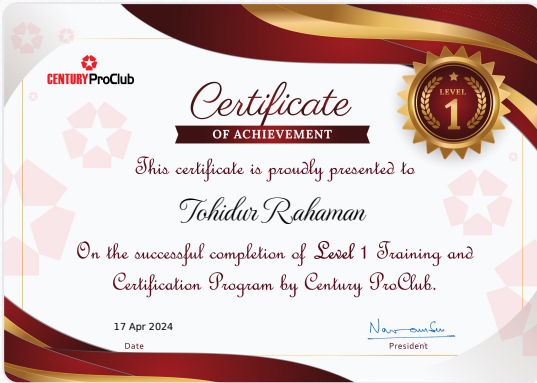 CENTURY ProClub
Certificate
OF ACHIEVEMENT
LEVEL
1
This certificate is proudly presented to
Tohidur Rahaman
On the successful completion of Level 1 Training and
Certification Program by Century ProClub.
17 Apr 2024
Date
President